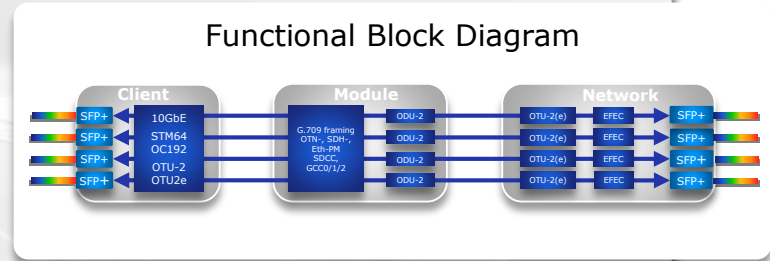 Functional Block Diagram
Client
SFP+
SFP+
SFP+
SFP+
10GbE
STM64
OC192
OTU-2
OTU2e
Module
G.709 framing
OTN-, SDH-,
Eth-PM
SDCC,
GCC0/1/2
ODU-2
ODU-2
ODU-2
ODU-2
Network
OTU-2(e) EFEC SFP+
OTU-2(e) EFEC SFP+
OTU-2(e) EFEC SFP+
OTU-2(e) EFEC SFP+